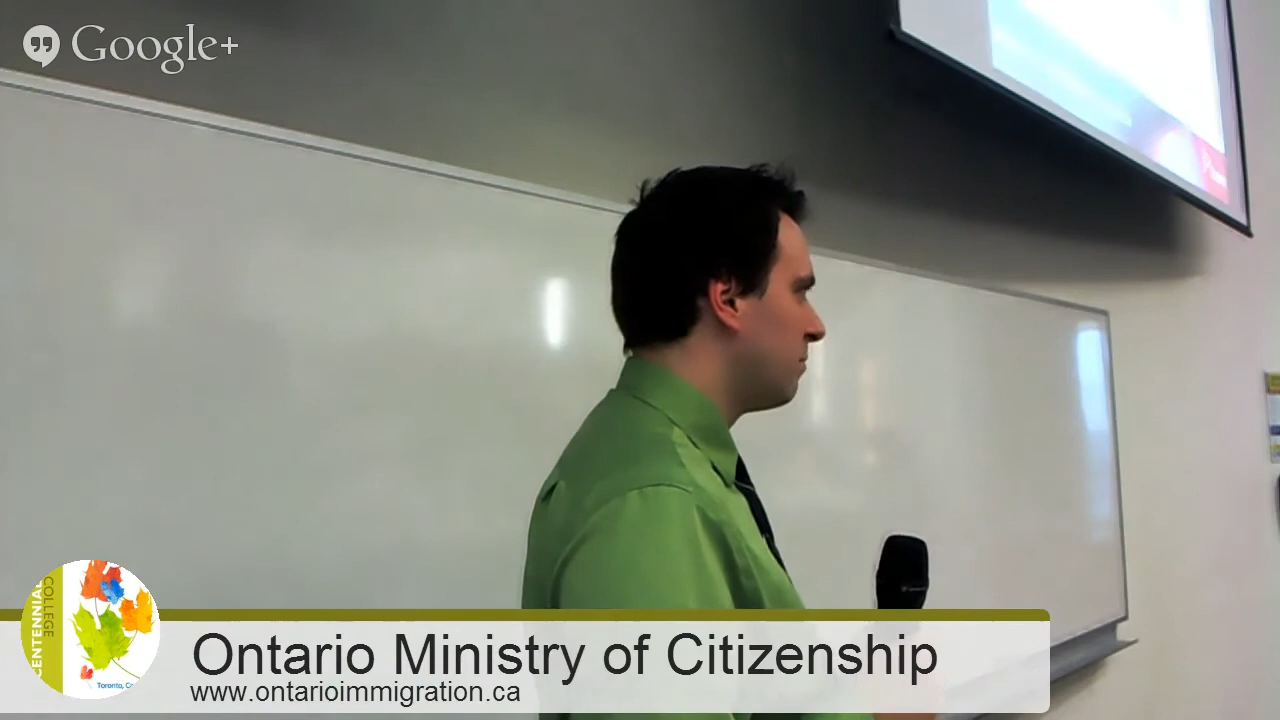 Google+
Ontario Ministry of Citizenship
www.ontarioimmigration.ca
CENTENNIAL
COLLEGE
Toronto, C